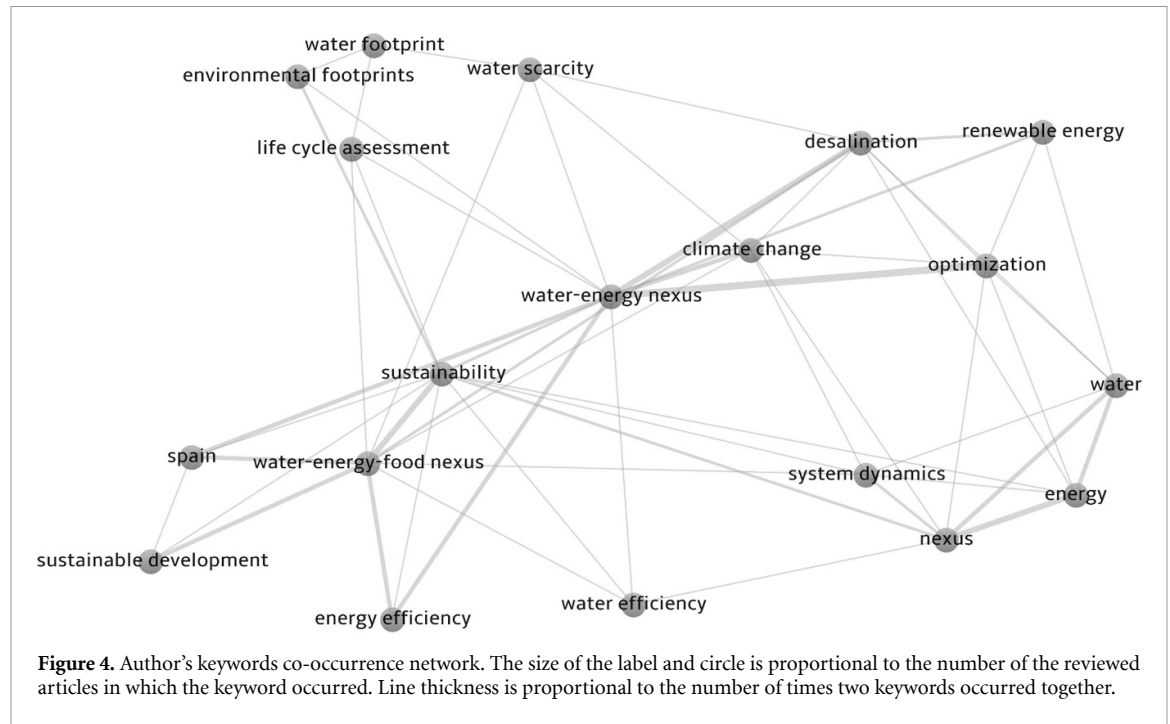 water footprint
environmental footprints
water scarcity
life cycle assessment
desalination
renewable energy
climate change
optimization
water-energy nexus
sustainability
water
spain
water-energy-food nexus
system dynamics
energy
nexus
sustainable development
energy efficiency
water efficiency
Figure 4. Author's keywords co-occurrence network. The size of the label and circle is proportional to the number of the reviewed
articles in which the keyword occurred. Line thickness is proportional to the number of times two keywords occurred together.